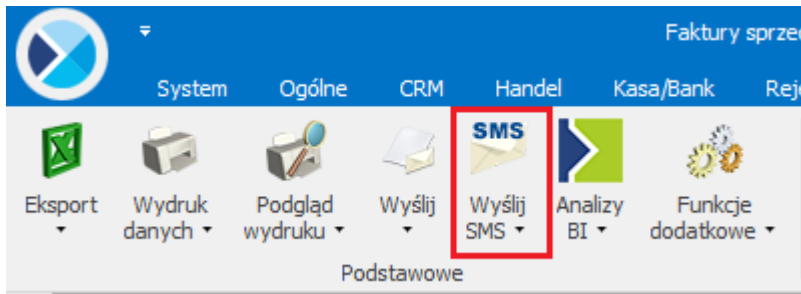 Faktury
System Ogólne CRM Handel Kasa/Bank
SMS
Eksport Wydruk danych Podgląd wydruku Wyślij Wyślij SMS Analizy BI Funkcje dodatkowe
Podstawowe